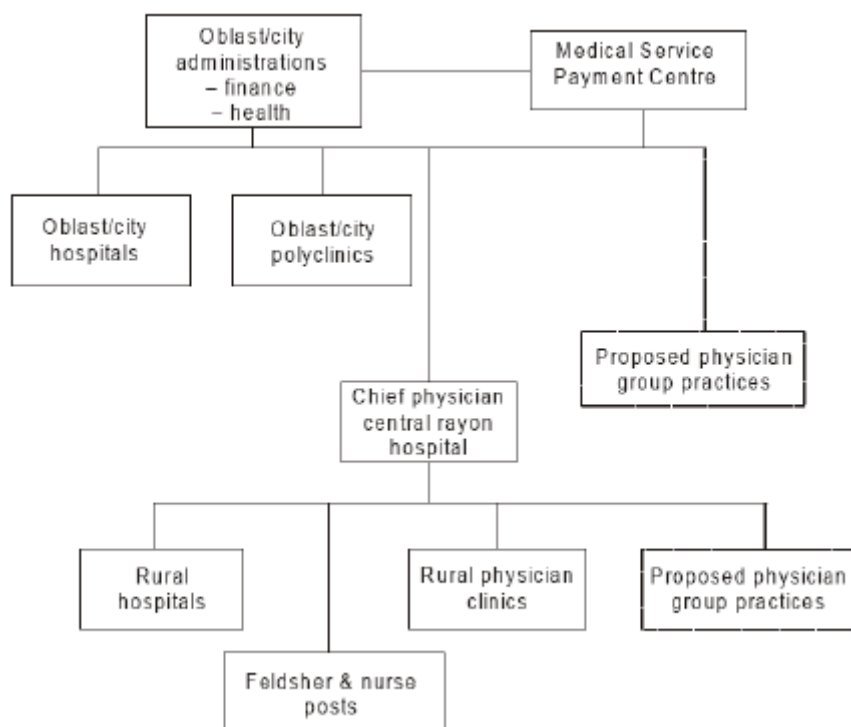 Oblast/city
administrations
– finance
– health
Medical Service
Payment Centre
Oblast/city
hospitals
Oblast/city
polyclinics
Proposed physician
group practices
Chief physician
central rayon
hospital
Rural
hospitals
Rural physician
clinics
Proposed physician
group practices
Feldsher & nurse
posts